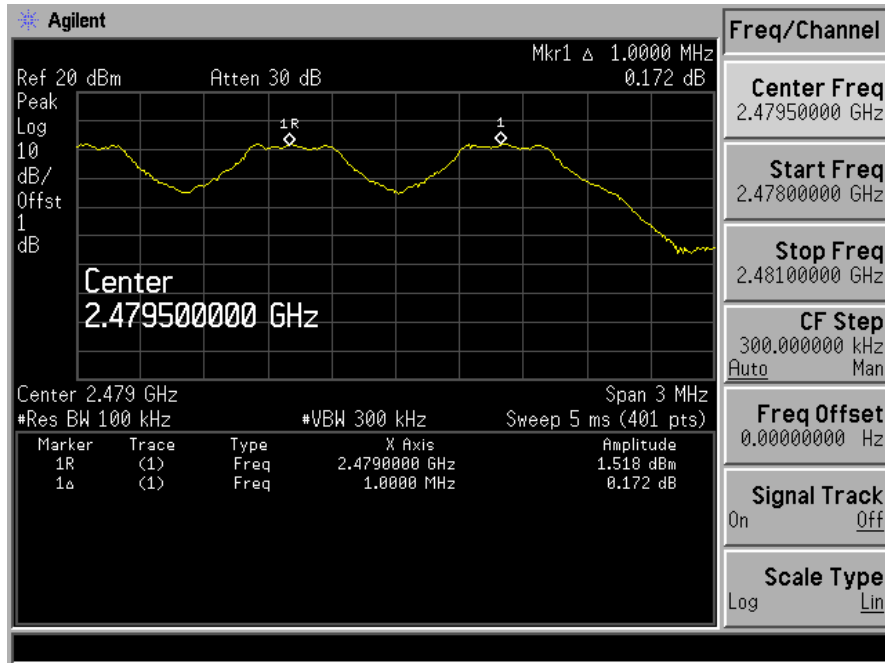 Agilent
Mkr1 Δ 1.0000 MHz
Ref 20 dBm Atten 30 dB 0.172 dB
Peak
Log
10
dB/
Offst
1
dB
1R
1
Center
2.479500000 GHz
Center 2.479 GHz Span 3 MHz
#Res BW 100 kHz #VBW 300 kHz Sweep 5 ms (401 pts)
Marker Trace Type X Axis Amplitude
1R (1) Freq 2.4790000 GHz 1.518 dBm
1Δ (1) Freq 1.0000 MHz 0.172 dB
Freq/Channel
Center Freq
2.47950000 GHz
Start Freq
2.47800000 GHz
Stop Freq
2.48100000 GHz
CF Step
300.000000 kHz
Auto Man
Freq Offset
0.00000000 Hz
Signal Track
On Off
Scale Type
Log Lin